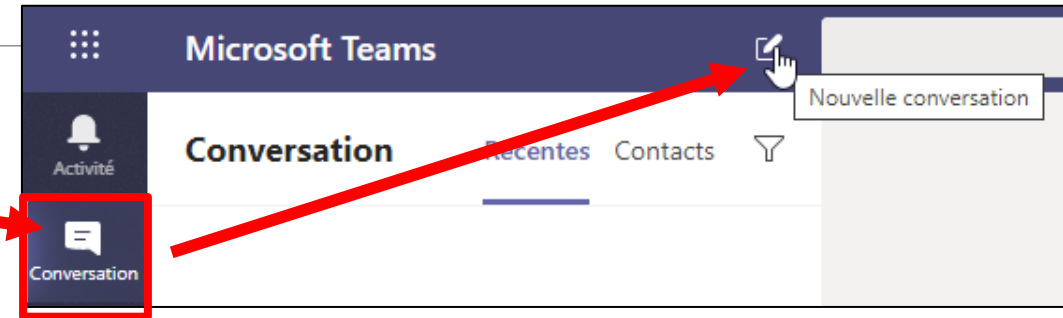 Microsoft Teams
Nouvelle conversation
Activité
Conversation Récentes Contacts
Conversation